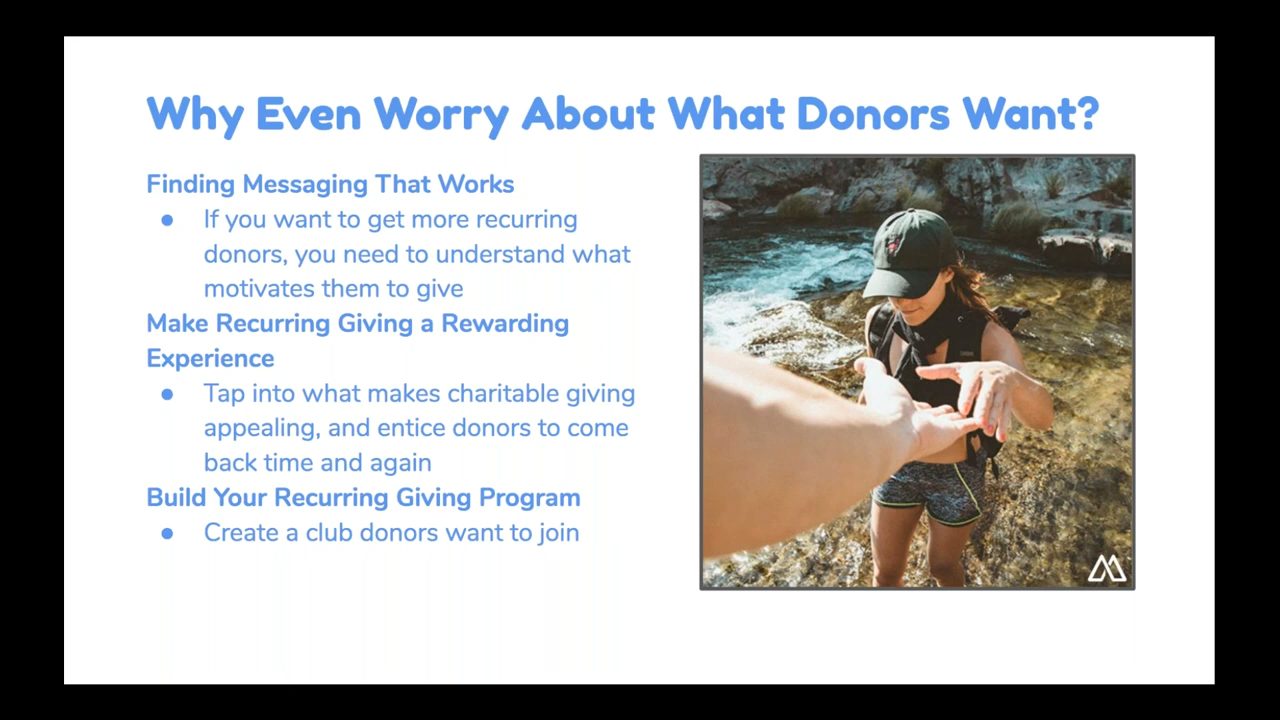 Why Even Worry About What Donors Want?
Finding Messaging That Works
● If you want to get more recurring
donors, you need to understand what
motivates them to give
Make Recurring Giving a Rewarding
Experience
● Tap into what makes charitable giving
appealing, and entice donors to come
back time and again
Build Your Recurring Giving Program
● Create a club donors want to join